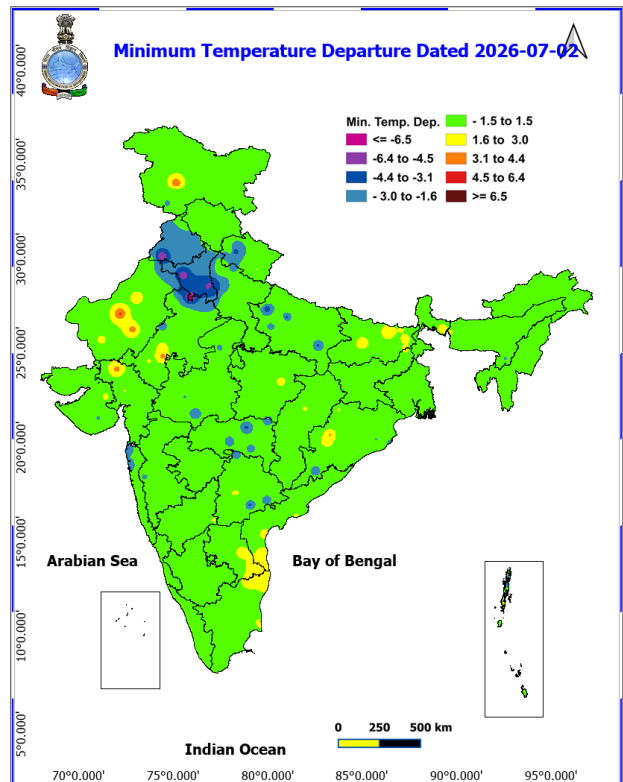 Minimum Temperature Departure Dated 2026-07-02
Min. Temp. Dep.
<= -6.5
-6.4 to -4.5
-4.4 to -3.1
- 3.0 to -1.6
- 1.5 to 1.5
1.6 to 3.0
3.1 to 4.4
4.5 to 6.4
>= 6.5
40°0.000'
35°0.000'
30°0.000'
25°0.000'
20°0.000'
15°0.000'
10°0.000'
5°0.000'
Arabian Sea
Bay of Bengal
Indian Ocean
0 250 500 km
70°0.000' 75°0.000' 80°0.000' 85°0.000' 90°0.000' 95°0.000'